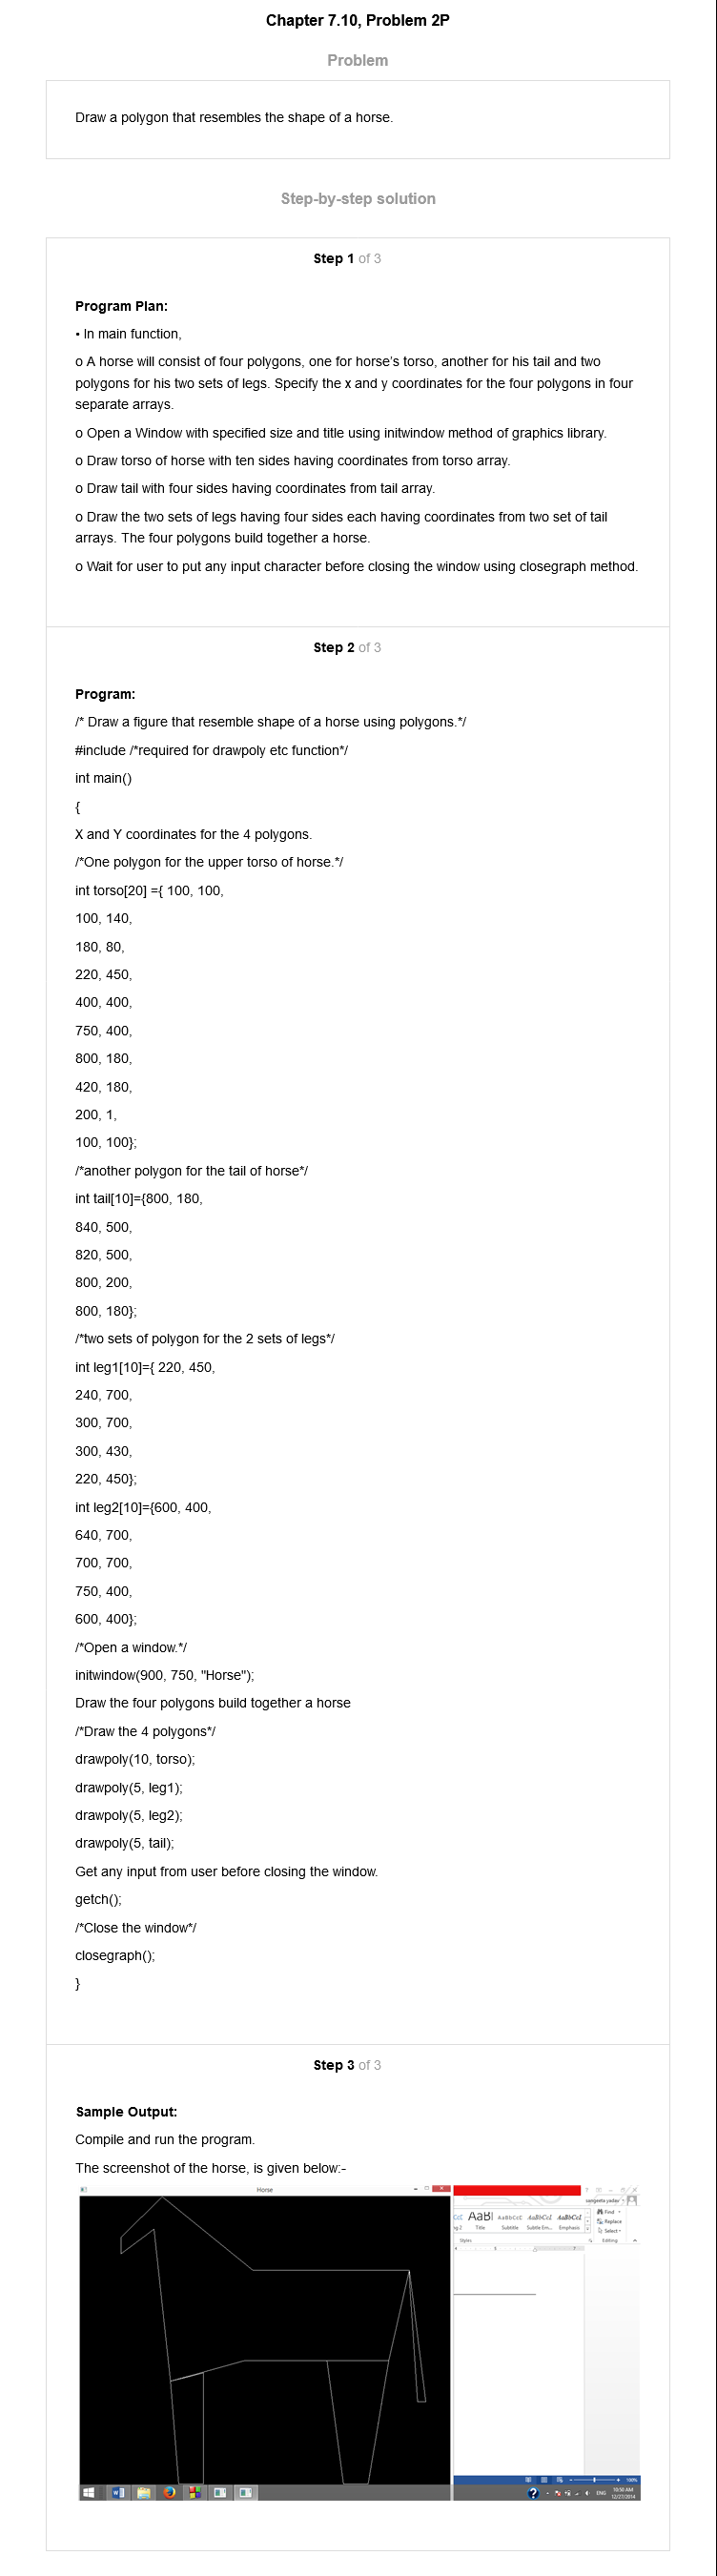 Chapter 7.10, Problem 2P
Problem
Draw a polygon that resembles the shape of a horse.
Step-by-step solution
Step 1 of 3
Program Plan:
• In main function,
o A horse will consist of four polygons, one for horse's torso, another for his tail and two
polygons for his two sets of legs. Specify the x and y coordinates for the four polygons in four
separate arrays.
o Open a Window with specified size and title using initwindow method of graphics library.
o Draw torso of horse with ten sides having coordinates from torso array.
o Draw tail with four sides having coordinates from tail array.
o Draw the two sets of legs having four sides each having coordinates from two set of tail
arrays. The four polygons build together a horse.
o Wait for user to put any input character before closing the window using closegraph method.
Step 2 of 3
Program:
/* Draw a figure that resemble shape of a horse using polygons.*/
#include /*required for drawpoly etc function*/
int main()
{
X and Y coordinates for the 4 polygons.
/*One polygon for the upper torso of horse.*/
int torso[20] ={ 100, 100,
100, 140,
180, 80,
220, 450,
400, 400,
750, 400,
800, 180,
420, 180,
200, 1,
100, 100};
/*another polygon for the tail of horse*/
int tail[10]={800, 180,
840, 500,
820, 500,
800, 200,
800, 180};
/*two sets of polygon for the 2 sets of legs*/
int leg1[10]={ 220, 450,
240, 700,
300, 700,
300, 430,
220, 450};
int leg2[10]={600, 400,
640, 700,
700, 700,
750, 400,
600, 400};
/*Open a window.*/
initwindow(900, 750, "Horse");
Draw the four polygons build together a horse
/*Draw the 4 polygons*/
drawpoly(10, torso);
drawpoly(5, leg1);
drawpoly(5, leg2);
drawpoly(5, tail);
Get any input from user before closing the window.
getch();
/*Close the window*/
closegraph();
}
Step 3 of 3
Sample Output:
Compile and run the program.
The screenshot of the horse, is given below:-
Horse
sangeeta yadav
AaBl AaBbCcI AaBbCcI AaBbCcI
Title Subtitle Subtle Em... Emphasis
Find
Replace
Select
Styles
Editing
100%
ENG
10:50 AM
12/27/2014